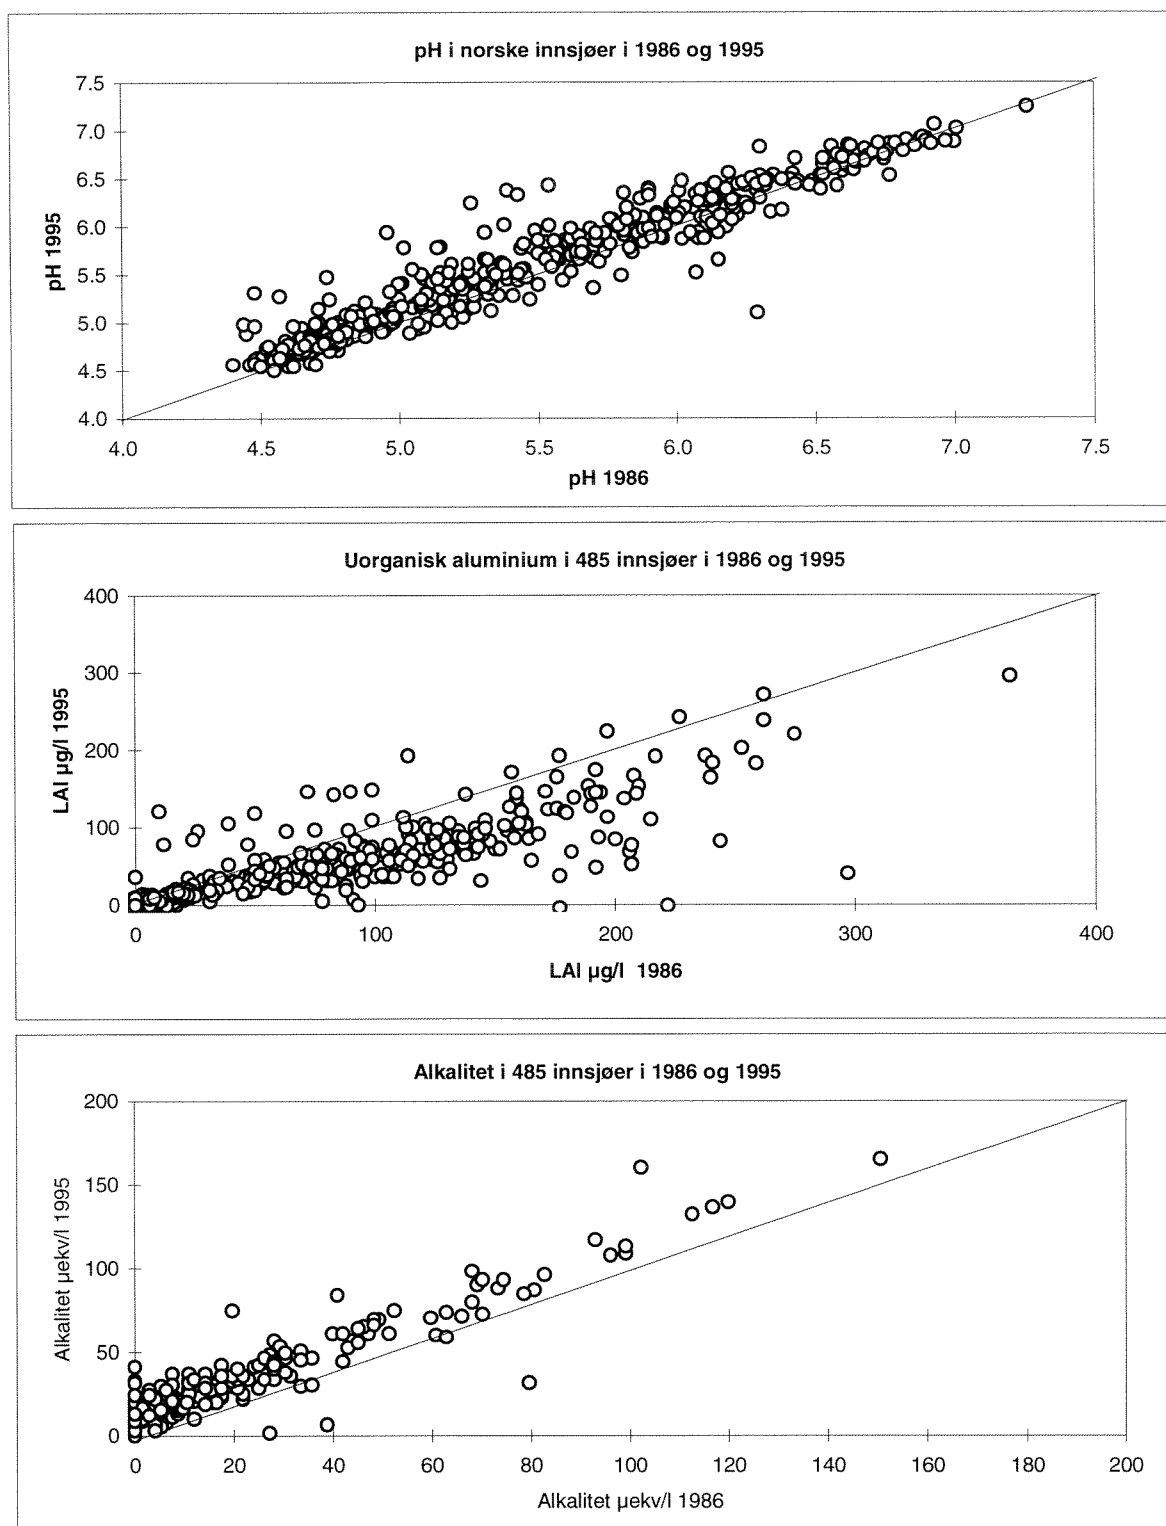 pH i norske innsjøer i 1986 og 1995
7.5
7.0
6.5
6.0
5.5
5.0
4.5
4.0
pH 1995
4.0 4.5 5.0 5.5 6.0 6.5 7.0 7.5
pH 1986
Uorganisk aluminium i 485 innsjøer i 1986 og 1995
400
300
200
100
0
LAl µg/l 1995
0 100 200 300 400
LAl µg/l 1986
Alkalitet i 485 innsjøer i 1986 og 1995
200
150
100
50
0
Alkalitet µekv/l 1995
0 20 40 60 80 100 120 140 160 180 200
Alkalitet µekv/l 1986